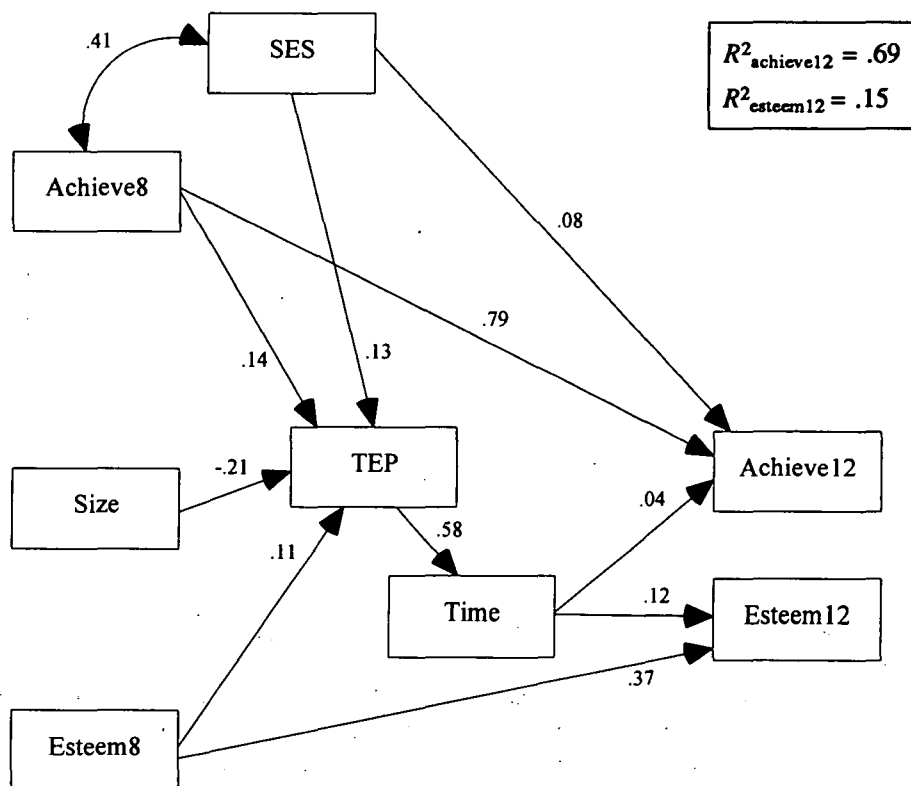 .41
SES
R²achieve12 = .69
R²esteem12 = .15
Achieve8
.08
.79
.14
.13
TEP
Achieve12
-.21
Size
.04
.58
.11
Time
.12
Esteem12
.37
Esteem8